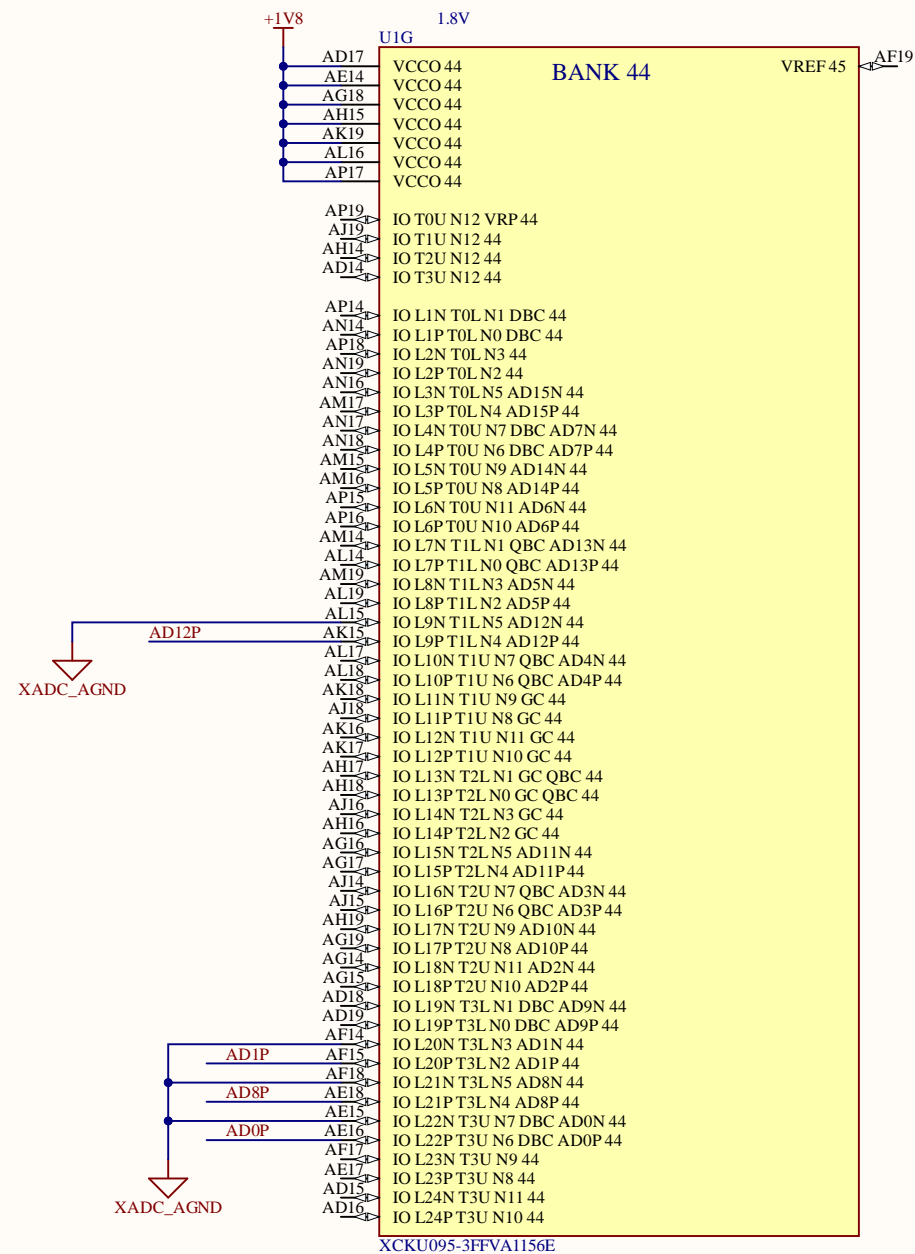 +1V8
1.8V
U1G
BANK 44
AD17 VCCO 44 VREF 45 AF19
AE14 VCCO 44
AG18 VCCO 44
AH15 VCCO 44
AK19 VCCO 44
AL16 VCCO 44
AP17 VCCO 44
AP19 IO T0U N12 VRP 44
AJ19 IO T1U N12 44
AH14 IO T2U N12 44
AD14 IO T3U N12 44
AP14 IO L1N T0L N1 DBC 44
AN14 IO L1P T0L N0 DBC 44
AP18 IO L2N T0L N3 44
AN19 IO L2P T0L N2 44
AN16 IO L3N T0L N5 AD15N 44
AM17 IO L3P T0L N4 AD15P 44
AN17 IO L4N T0U N7 DBC AD7N 44
AN18 IO L4P T0U N6 DBC AD7P 44
AM15 IO L5N T0U N9 AD14N 44
AM16 IO L5P T0U N8 AD14P 44
AP15 IO L6N T0U N11 AD6N 44
AP16 IO L6P T0U N10 AD6P 44
AM14 IO L7N T1L N1 QBC AD13N 44
AL14 IO L7P T1L N0 QBC AD13P 44
AM19 IO L8N T1L N3 AD5N 44
AL19 IO L8P T1L N2 AD5P 44
AL15 IO L9N T1L N5 AD12N 44
AD12P AK15 IO L9P T1L N4 AD12P 44
AL17 IO L10N T1U N7 QBC AD4N 44
AL18 IO L10P T1U N6 QBC AD4P 44
XADC_AGND
AK18 IO L11N T1U N9 GC 44
AJ18 IO L11P T1U N8 GC 44
AK16 IO L12N T1U N11 GC 44
AK17 IO L12P T1U N10 GC 44
AH17 IO L13N T2L N1 GC QBC 44
AH18 IO L13P T2L N0 GC QBC 44
AJ16 IO L14N T2L N3 GC 44
AH16 IO L14P T2L N2 GC 44
AG16 IO L15N T2L N5 AD11N 44
AG17 IO L15P T2L N4 AD11P 44
AJ14 IO L16N T2U N7 QBC AD3N 44
AJ15 IO L16P T2U N6 QBC AD3P 44
AH19 IO L17N T2U N9 AD10N 44
AG19 IO L17P T2U N8 AD10P 44
AG14 IO L18N T2U N11 AD2N 44
AG15 IO L18P T2U N10 AD2P 44
AD18 IO L19N T3L N1 DBC AD9N 44
AD19 IO L19P T3L N0 DBC AD9P 44
AF14 IO L20N T3L N3 AD1N 44
AD1P AF15 IO L20P T3L N2 AD1P 44
AF18 IO L21N T3L N5 AD8N 44
AD8P AE18 IO L21P T3L N4 AD8P 44
AE15 IO L22N T3U N7 DBC AD0N 44
AD0P AE16 IO L22P T3U N6 DBC AD0P 44
AF17 IO L23N T3U N9 44
AE17 IO L23P T3U N8 44
AD15 IO L24N T3U N11 44
XADC_AGND
AD16 IO L24P T3U N10 44
XCKU095-3FFVA1156E